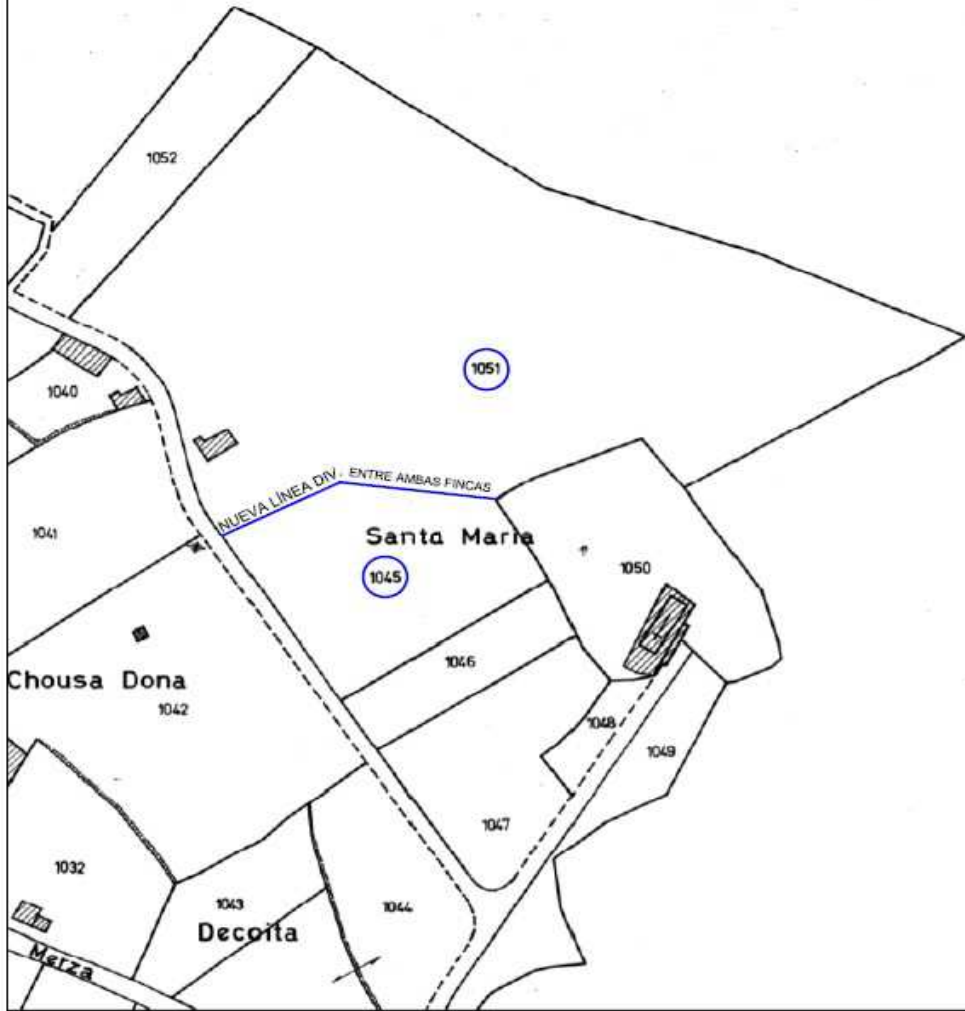 1052
1051
1040
NUEVA LÍNEA DIV. ENTRE AMBAS FINCAS
1041
Santa Maria
1045
1050
1046
Chousa Dona
1042
1048
1049
1047
1032
1043
1044
Decoita
Merza